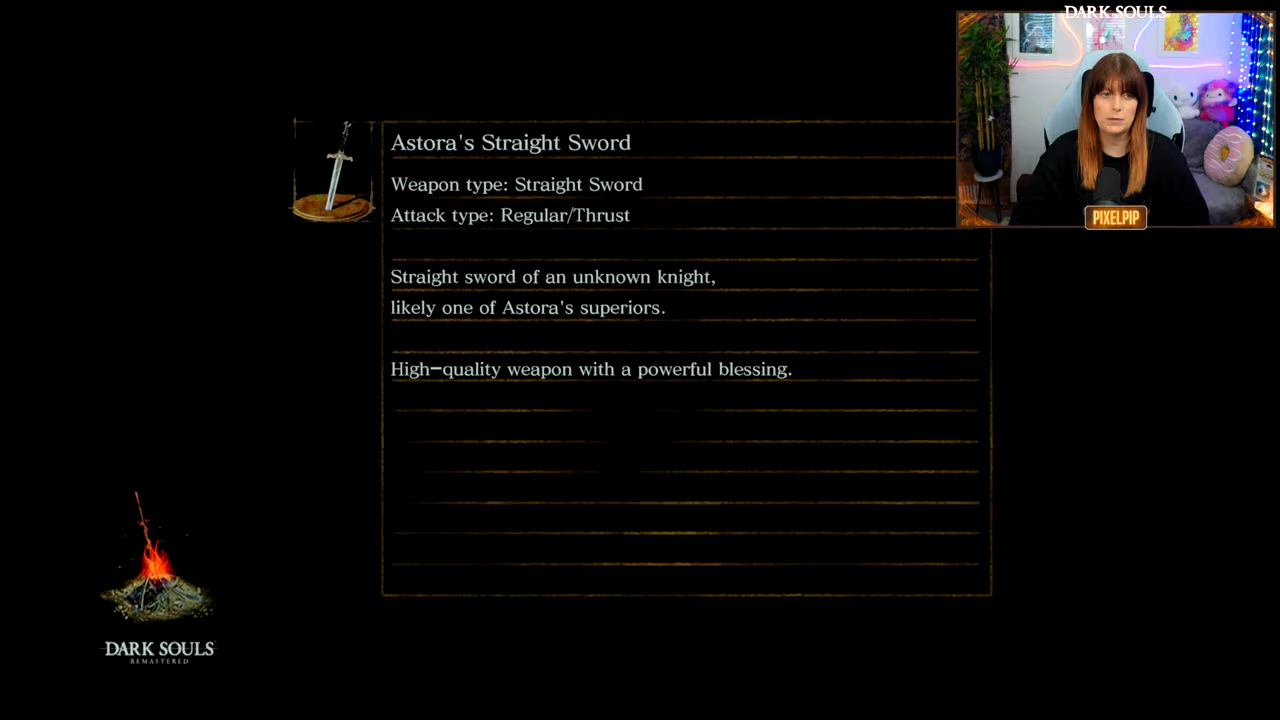 DARK SOULS
PIXELPIP
Astora's Straight Sword
Weapon type: Straight Sword
Attack type: Regular/Thrust
Straight sword of an unknown knight,
likely one of Astora's superiors.
High-quality weapon with a powerful blessing.
DARK SOULS
REMASTERED